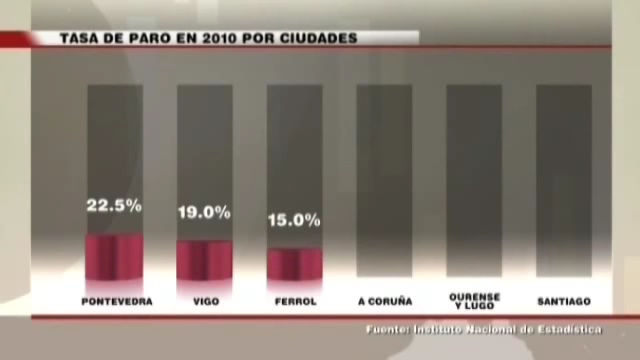 TASA DE PARO EN 2010 POR CIUDADES
22.5% 19.0% 15.0%
PONTEVEDRA VIGO FERROL A CORUÑA OURENSE Y LUGO SANTIAGO
Fuente: Instituto Nacional de Estadística